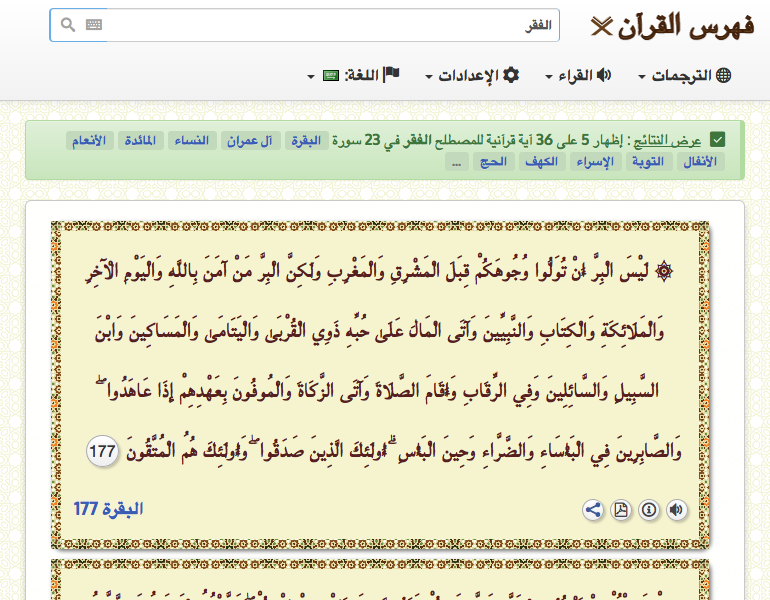 فهرس القرآن
الفقر
الترجمات القراء الإعدادات اللغة:
عرض النتائج : إظهار 5 على 36 آية قرآنية للمصطلح الفقر في 23 سورة البقرة آل عمران النساء المائدة الأنعام
الأنفال التوبة الإسراء الكهف الحج ...
۞ لَيْسَ الْبِرَّ أَنْ تُوَلُّوا وُجُوهَكُمْ قِبَلَ الْمَشْرِقِ وَالْمَغْرِبِ وَلَٰكِنَّ الْبِرَّ مَنْ آمَنَ بِاللَّهِ وَالْيَوْمِ الْآخِرِ
وَالْمَلَائِكَةِ وَالْكِتَابِ وَالنَّبِيِّينَ وَآتَى الْمَالَ عَلَىٰ حُبِّهِ ذَوِي الْقُرْبَىٰ وَالْيَتَامَىٰ وَالْمَسَاكِينَ وَابْنَ
السَّبِيلِ وَالسَّائِلِينَ وَفِي الرِّقَابِ وَأَقَامَ الصَّلَاةَ وَآتَى الزَّكَاةَ وَالْمُوفُونَ بِعَهْدِهِمْ إِذَا عَاهَدُوا ۖ
وَالصَّابِرِينَ فِي الْبَأْسَاءِ وَالضَّرَّاءِ وَحِينَ الْبَأْسِ ۗ أُولَٰئِكَ الَّذِينَ صَدَقُوا ۖ وَأُولَٰئِكَ هُمُ الْمُتَّقُونَ 177
البقرة 177